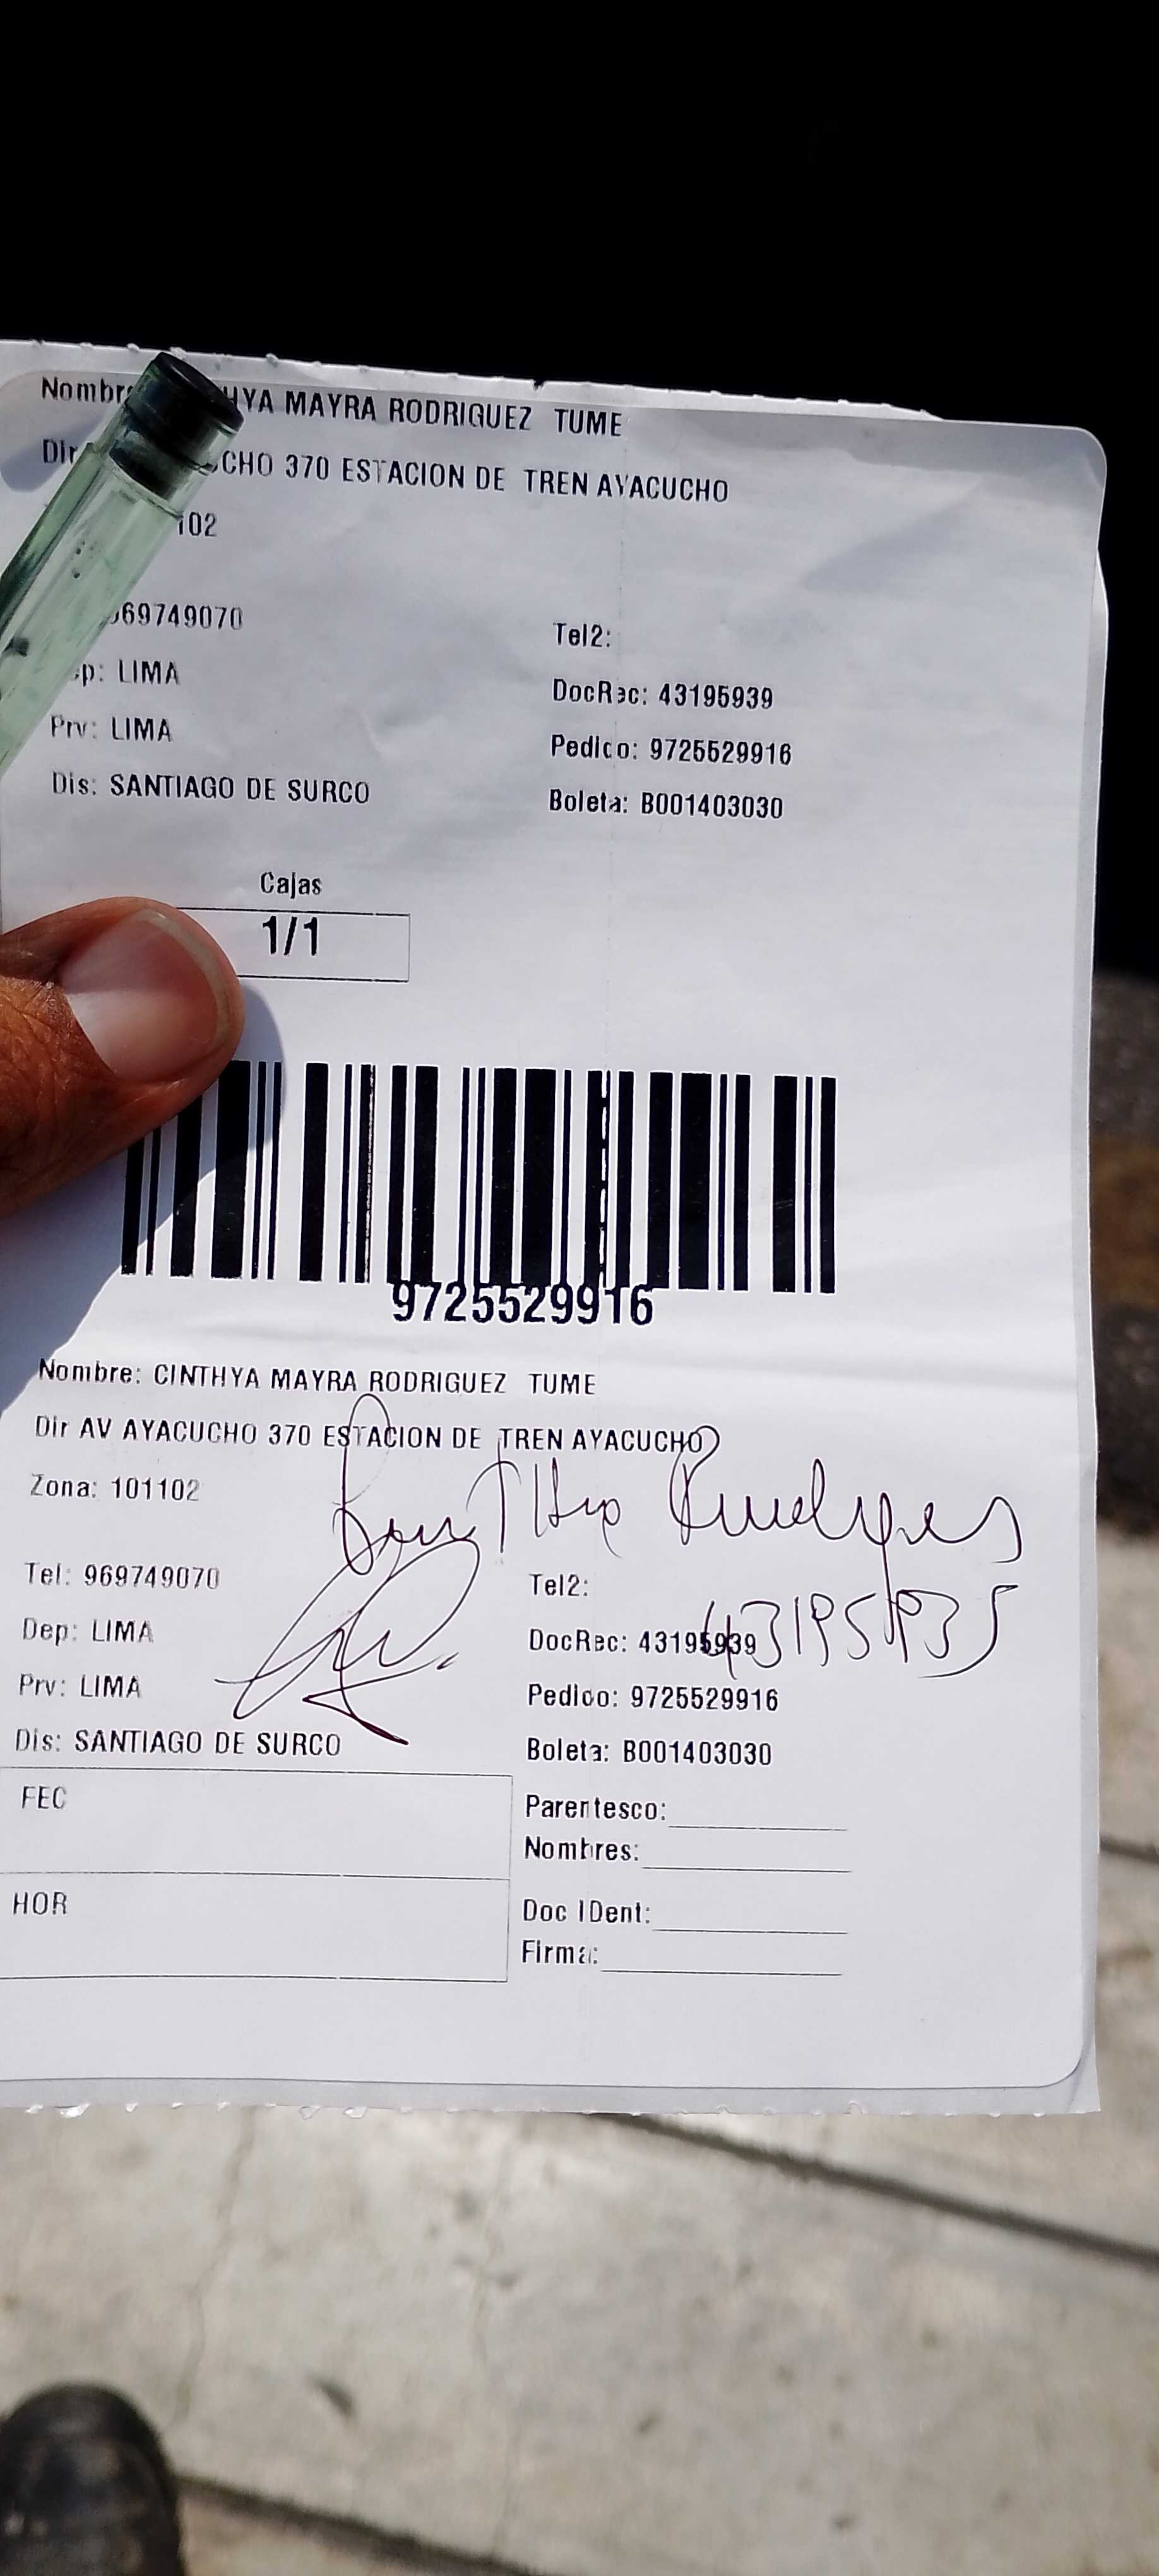 Nombr HYA MAYRA RODRIGUEZ TUME
Dir CHO 370 ESTACION DE TREN AYACUCHO
102
69749070
Tel2:
p: LIMA
DocRec: 43195939
Prv: LIMA
Pedido: 9725529916
Dis: SANTIAGO DE SURCO
Boleta: B001403030
Cajas
1/1
9725529916
Nombre: CINTHYA MAYRA RODRIGUEZ TUME
Dir AV AYACUCHO 370 ESTACION DE TREN AYACUCHO
Zona: 101102
Tel: 969749070
Tel2:
Dep: LIMA
DocRec: 43195939
Prv: LIMA
Pedido: 9725529916
Dis: SANTIAGO DE SURCO
Boleta: B001403030
FEC
Parentesco:
Nombres:
HOR
Doc IDent:
Firma: